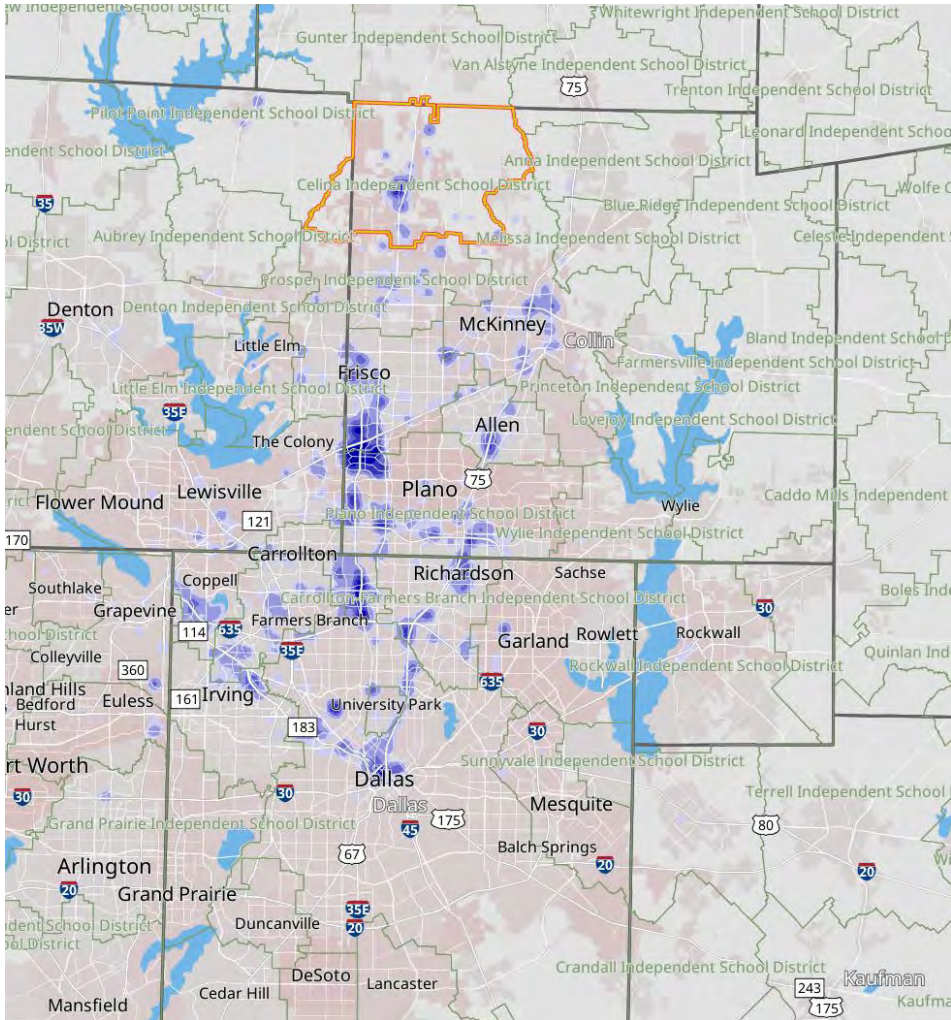 Whitewright Independent School District
Gunter Independent School District
Van Alstyne Independent School District
75
Trenton Independent School District
Pilot Point Independent School District
Leonard Independent Scho
endent School District
Anna Independent School District
Celina Independent School District
35
Blue Ridge Independent School District
Wolfe
Aubrey Independent School District
Melissa Independent School District
Celeste Independent S
ol District
Prosper Independent School District
Denton
Denton Independent School District
35W
McKinney
Collin
Little Elm
Bland Independent School D
Frisco
Farmersville Independent School District
Little Elm Independent School District
Princeton Independent School District
35E
Lovejoy Independent School District
endent School District
The Colony
Allen
75
Plano
Flower Mound
Lewisville
Caddo Mills Independent
Wylie
121
Plano Independent School District
170
Wylie Independent School District
Carrollton
Southlake
Coppell
Richardson
Sachse
Boles Inde
Grapevine
Carrollton-Farmers Branch Independent School District
30
114
635
Farmers Branch
Garland
Rowlett
Rockwall
chool District
35E
Quinlan Ind
Colleyville
Rockwall Independent School District
360
635
nland Hills
Bedford
Euless
161
Irving
University Park
Hurst
183
30
Sunnyvale Independent School District
rt Worth
Dallas
Terrell Independent School
30
30
Dallas
Mesquite
Grand Prairie Independent School District
45
175
80
67
Balch Springs
Arlington
20
20
20
Grand Prairie
35E
20
Duncanville
ndent School District
ool District
DeSoto
Lancaster
Crandall Independent School District
Kaufman
Cedar Hill
243
Mansfield
175
Kaufma